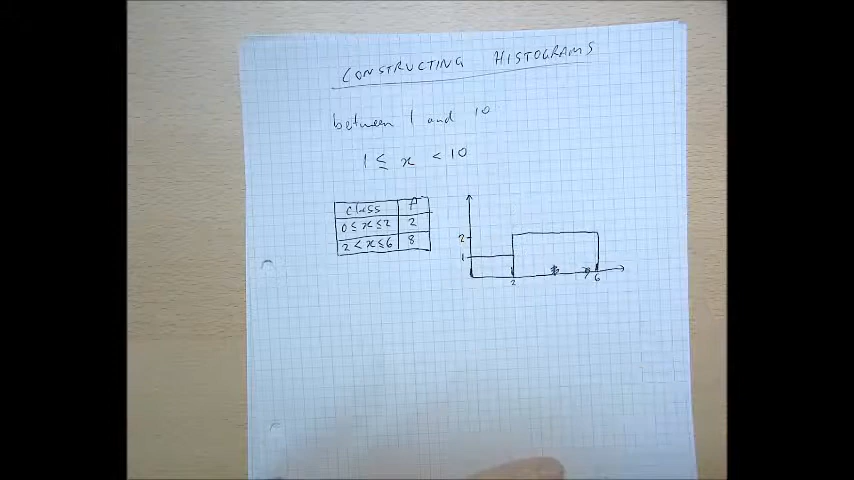 CONSTRUCTING HISTOGRAMS
between 1 and 10
1 ≤ x < 10
class f
0 ≤ x ≤ 2 2
2 < x ≤ 6 8
2
1
2 6